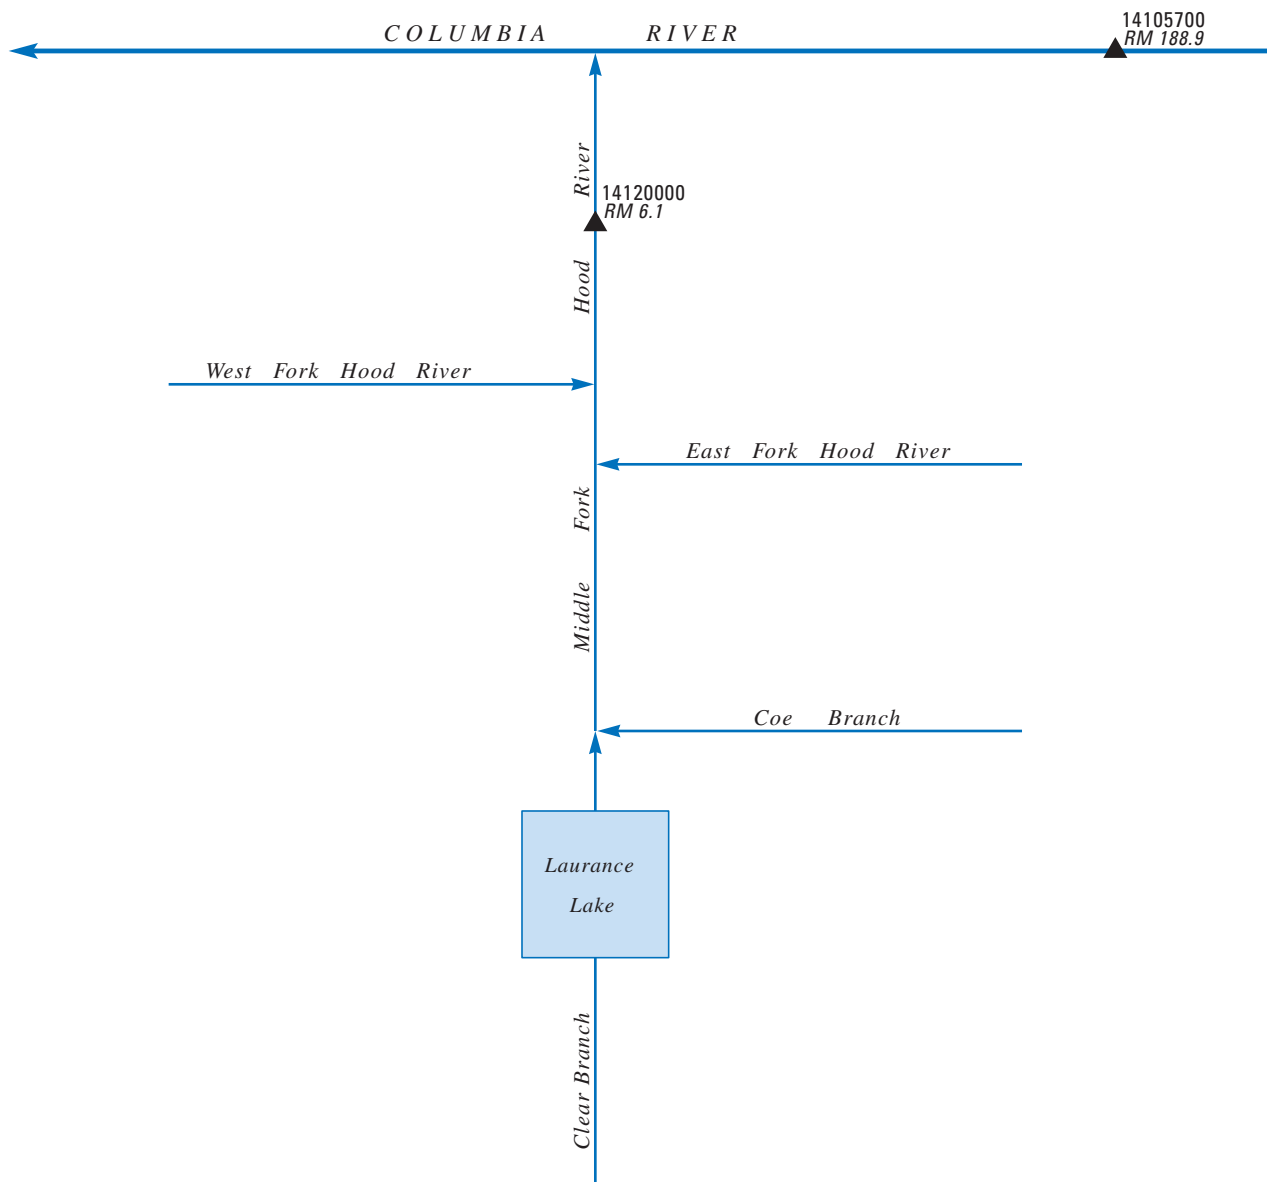 14105700
RM 188.9
COLUMBIA RIVER
River
14120000
RM 6.1
Hood
West Fork Hood River
East Fork Hood River
Fork
Middle
Coe Branch
Laurance
Lake
Clear Branch